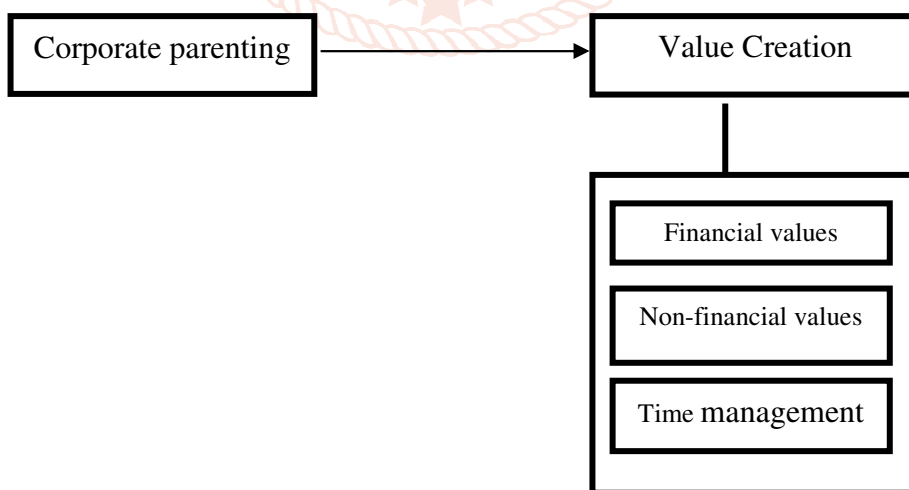 Corporate parenting
Value Creation
Financial values
Non-financial values
Time management